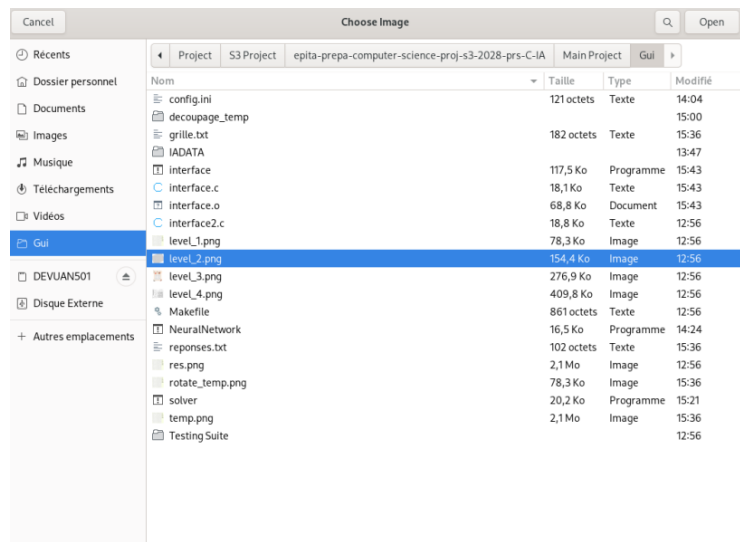 Cancel
Choose Image
Open
Récents
Dossier personnel
Documents
Images
Musique
Téléchargements
Vidéos
Gui
DEVUAN501
Disque Externe
+ Autres emplacements
Project S3 Project epita-prepa-computer-science-proj-s3-2028-prs-C-IA Main Project Gui
Nom Taille Type Modifié
config.ini 121 octets Texte 14:04
decoupage_temp 15:00
grille.txt 182 octets Texte 15:36
IADATA 13:47
interface 117,5 Ko Programme 15:43
interface.c 18,1 Ko Texte 15:43
interface.o 68,8 Ko Document 15:43
interface2.c 18,8 Ko Texte 12:56
level_1.png 78,3 Ko Image 12:56
level_2.png 154,4 Ko Image 12:56
level_3.png 276,9 Ko Image 12:56
level_4.png 409,8 Ko Image 12:56
Makefile 861 octets Texte 12:56
NeuralNetwork 16,5 Ko Programme 14:24
reponses.txt 102 octets Texte 15:36
res.png 2,1 Mo Image 12:56
rotate_temp.png 78,3 Ko Image 15:36
solver 20,2 Ko Programme 15:21
temp.png 2,1 Mo Image 15:36
Testing Suite 12:56